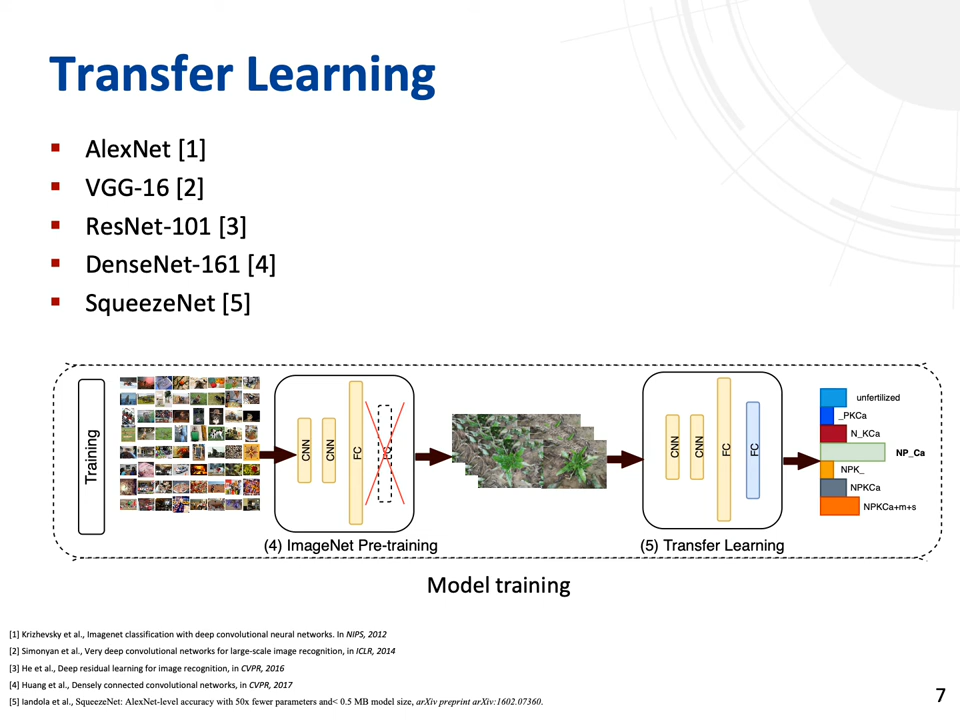 Transfer Learning
▪ AlexNet [1]
▪ VGG-16 [2]
▪ ResNet-101 [3]
▪ DenseNet-161 [4]
▪ SqueezeNet [5]
Training
CNN
CNN
FC
FC
(4) ImageNet Pre-training
CNN
CNN
FC
FC
(5) Transfer Learning
unfertilized
_PKCa
N_KCa
NP_Ca
NPK_
NPKCa
NPKCa+m+s
Model training
[1] Krizhevsky et al., Imagenet classification with deep convolutional neural networks. In NIPS, 2012
[2] Simonyan et al., Very deep convolutional networks for large-scale image recognition, in ICLR, 2014
[3] He et al., Deep residual learning for image recognition, in CVPR, 2016
[4] Huang et al., Densely connected convolutional networks, in CVPR, 2017
[5] Iandola et al., SqueezeNet: AlexNet-level accuracy with 50x fewer parameters and< 0.5 MB model size, arXiv preprint arXiv:1602.07360.
7